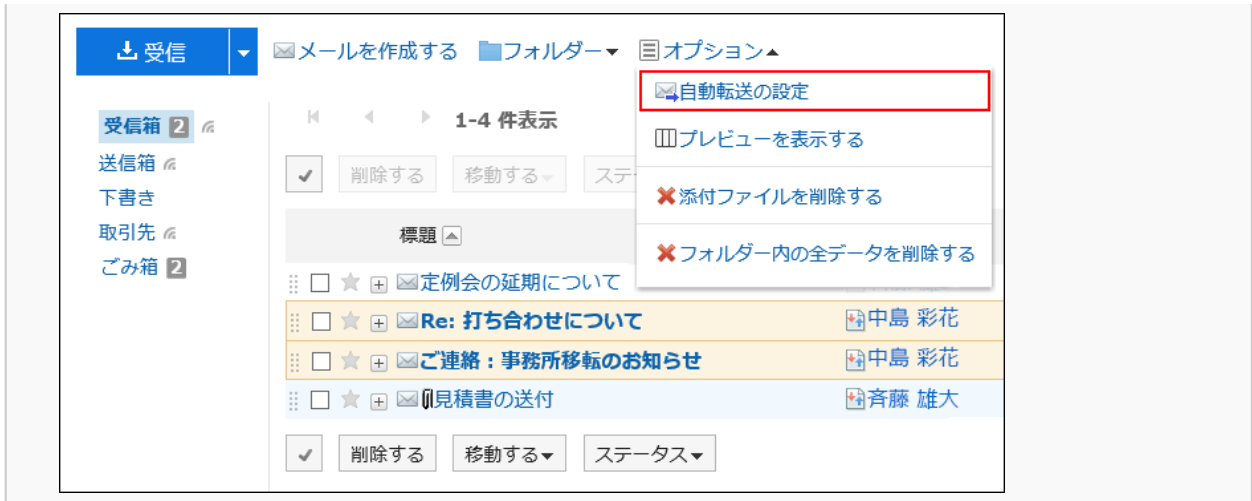 受信 メールを作成する フォルダー▼ オプション▲
自動転送の設定
プレビューを表示する
添付ファイルを削除する
フォルダー内の全データを削除する
受信箱 2
送信箱
下書き
取引先
ごみ箱 2
1-4 件表示
削除する 移動する ステ
標題
定例会の延期について
Re: 打ち合わせについて 中島 彩花
ご連絡：事務所移転のお知らせ 中島 彩花
見積書の送付 斉藤 雄大
削除する 移動する▼ ステータス▼